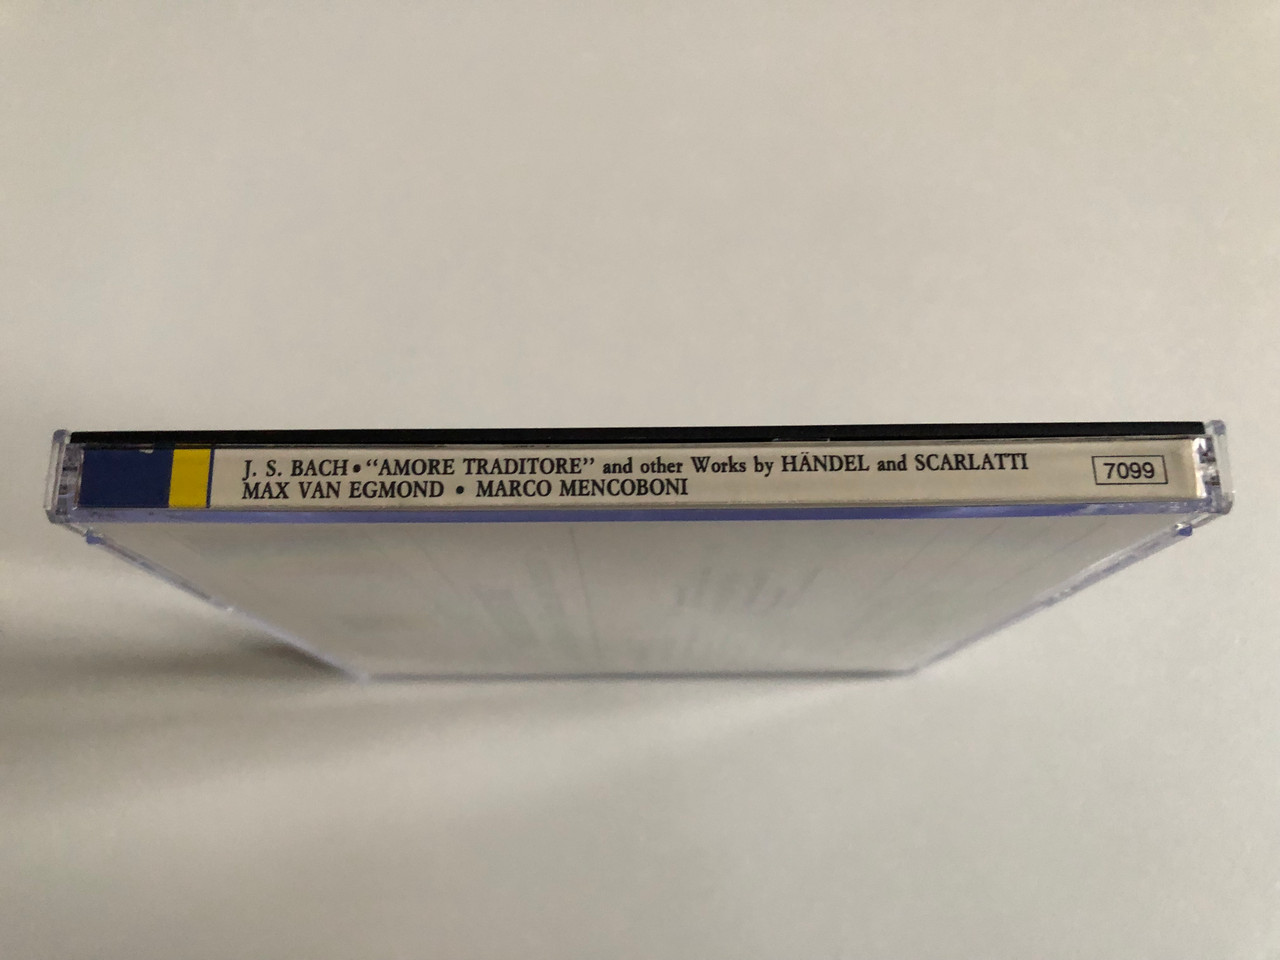 J. S. BACH • “AMORE TRADITORE” and other Works by HÄNDEL and SCARLATTI
MAX VAN EGMOND • MARCO MENCOBONI
7099